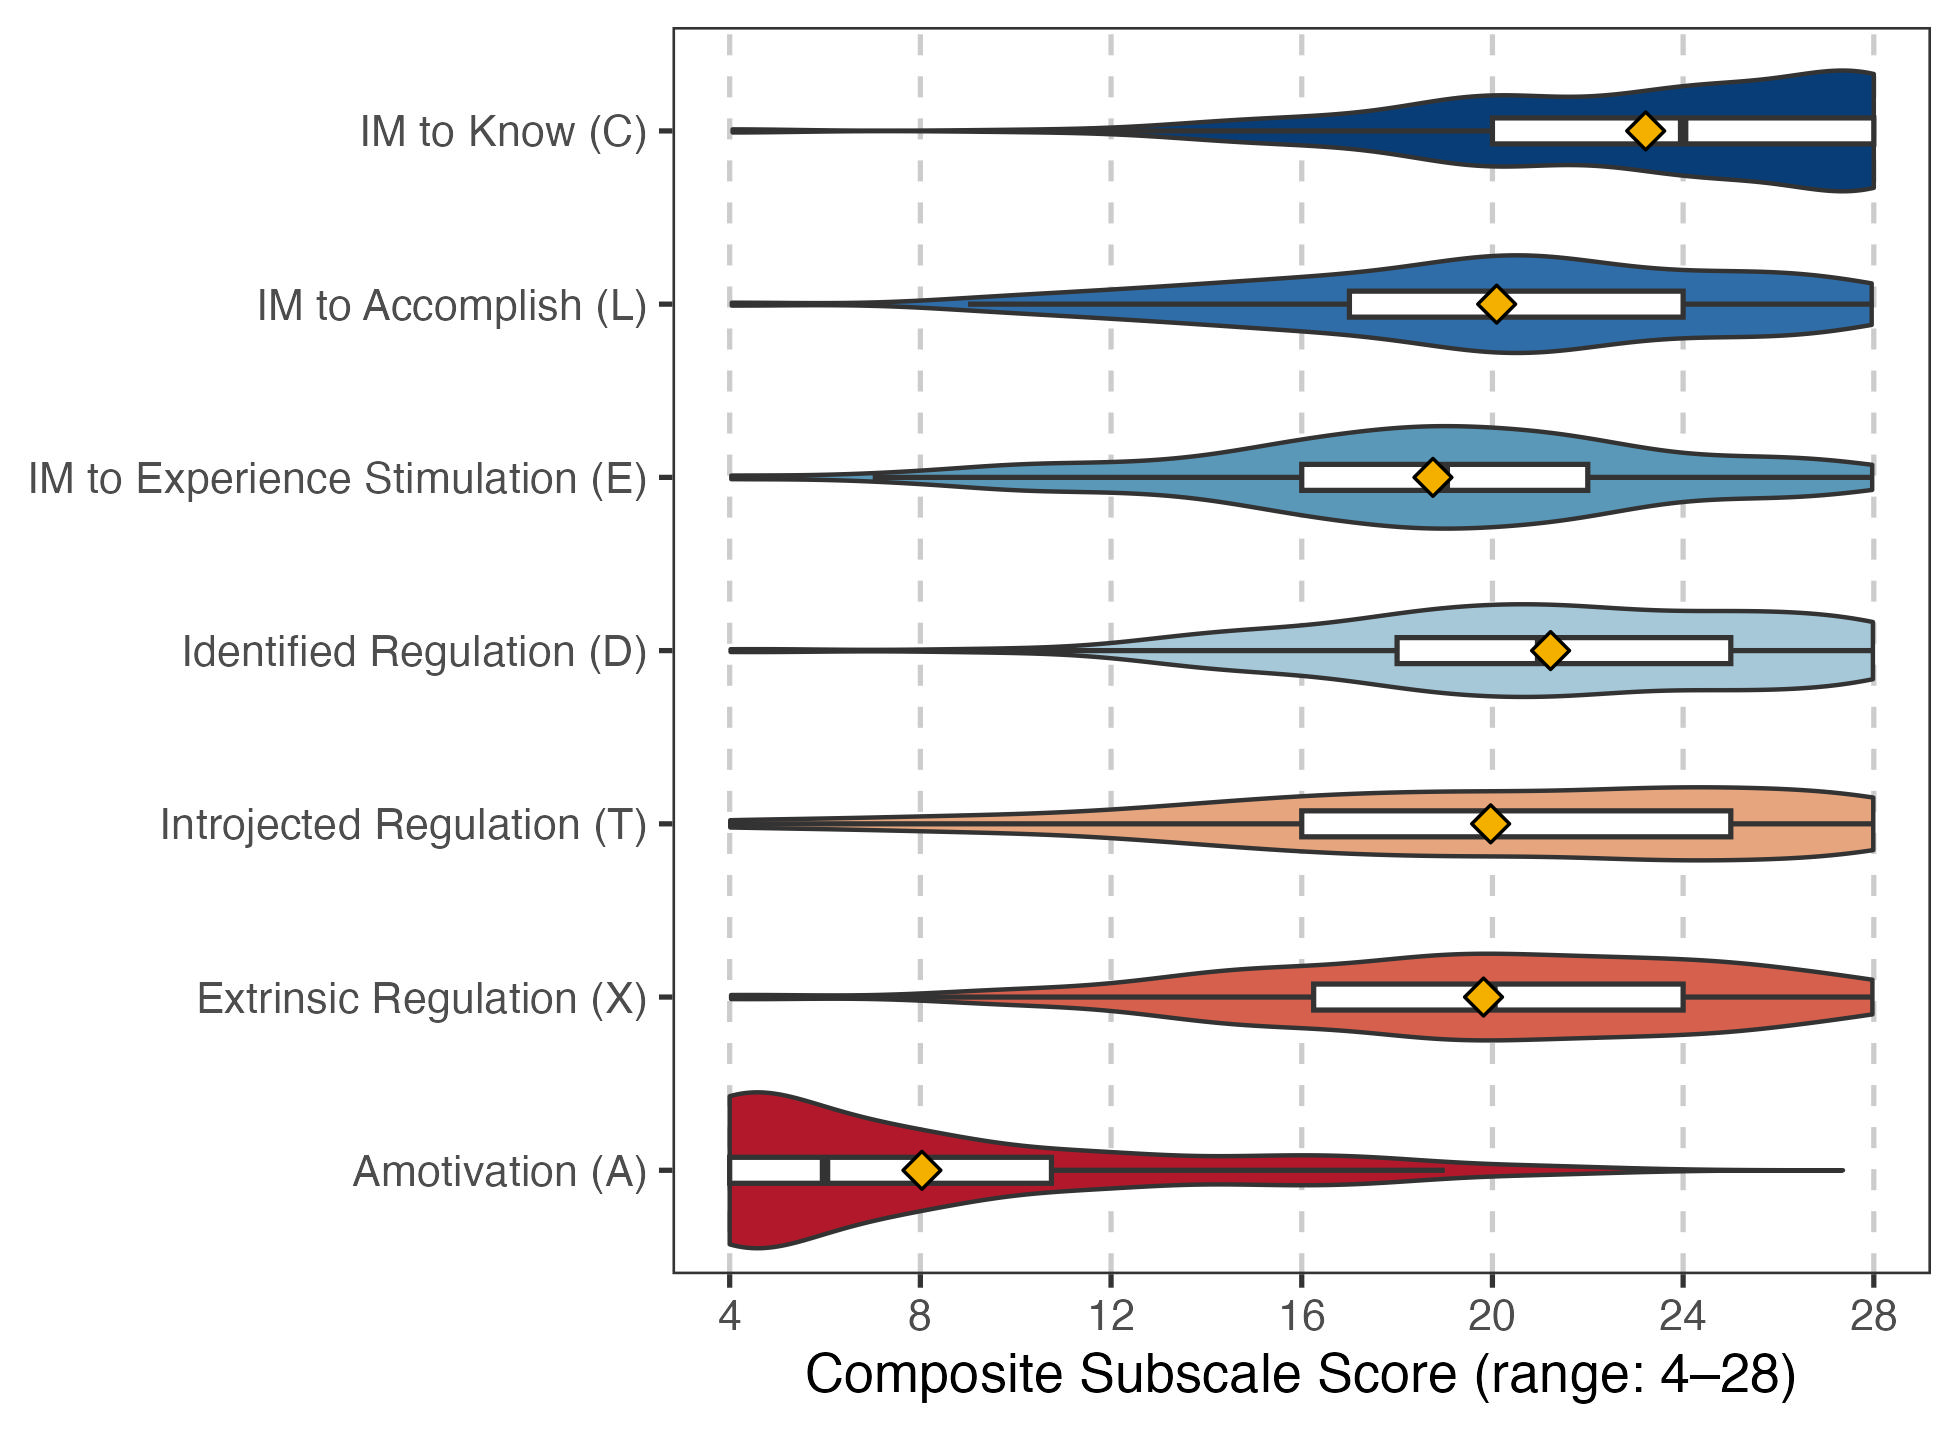 IM to Know (C)
IM to Accomplish (L)
IM to Experience Stimulation (E)
Identified Regulation (D)
Introjected Regulation (T)
Extrinsic Regulation (X)
Amotivation (A)
4 8 12 16 20 24 28
Composite Subscale Score (range: 4–28)